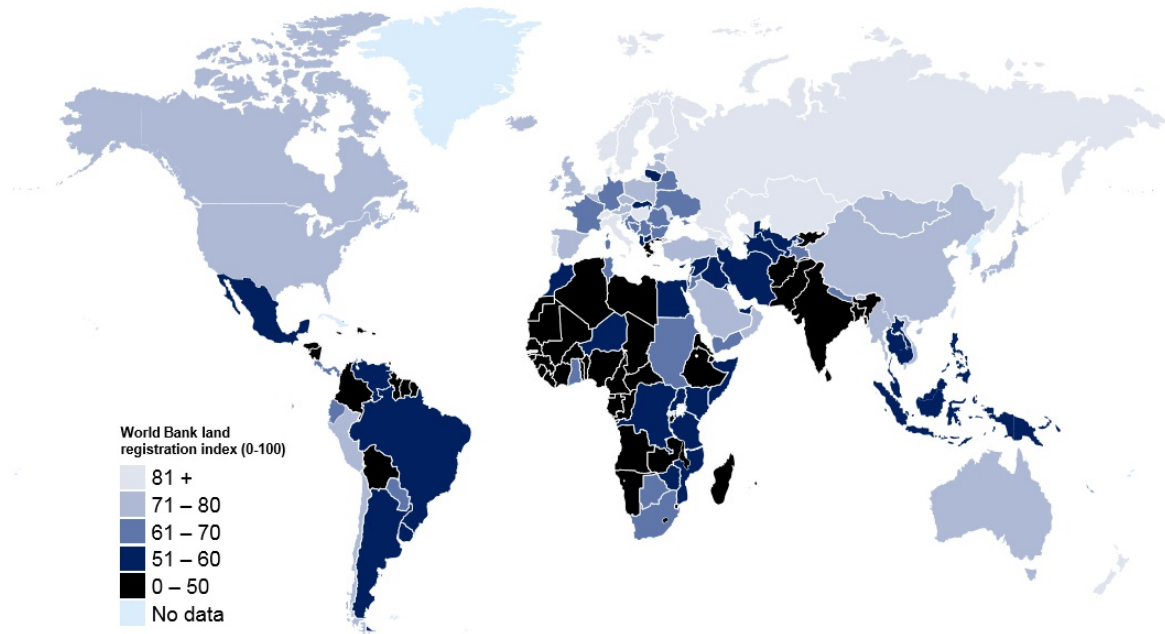 World Bank land
registration index (0-100)
81 +
71 – 80
61 – 70
51 – 60
0 – 50
No data